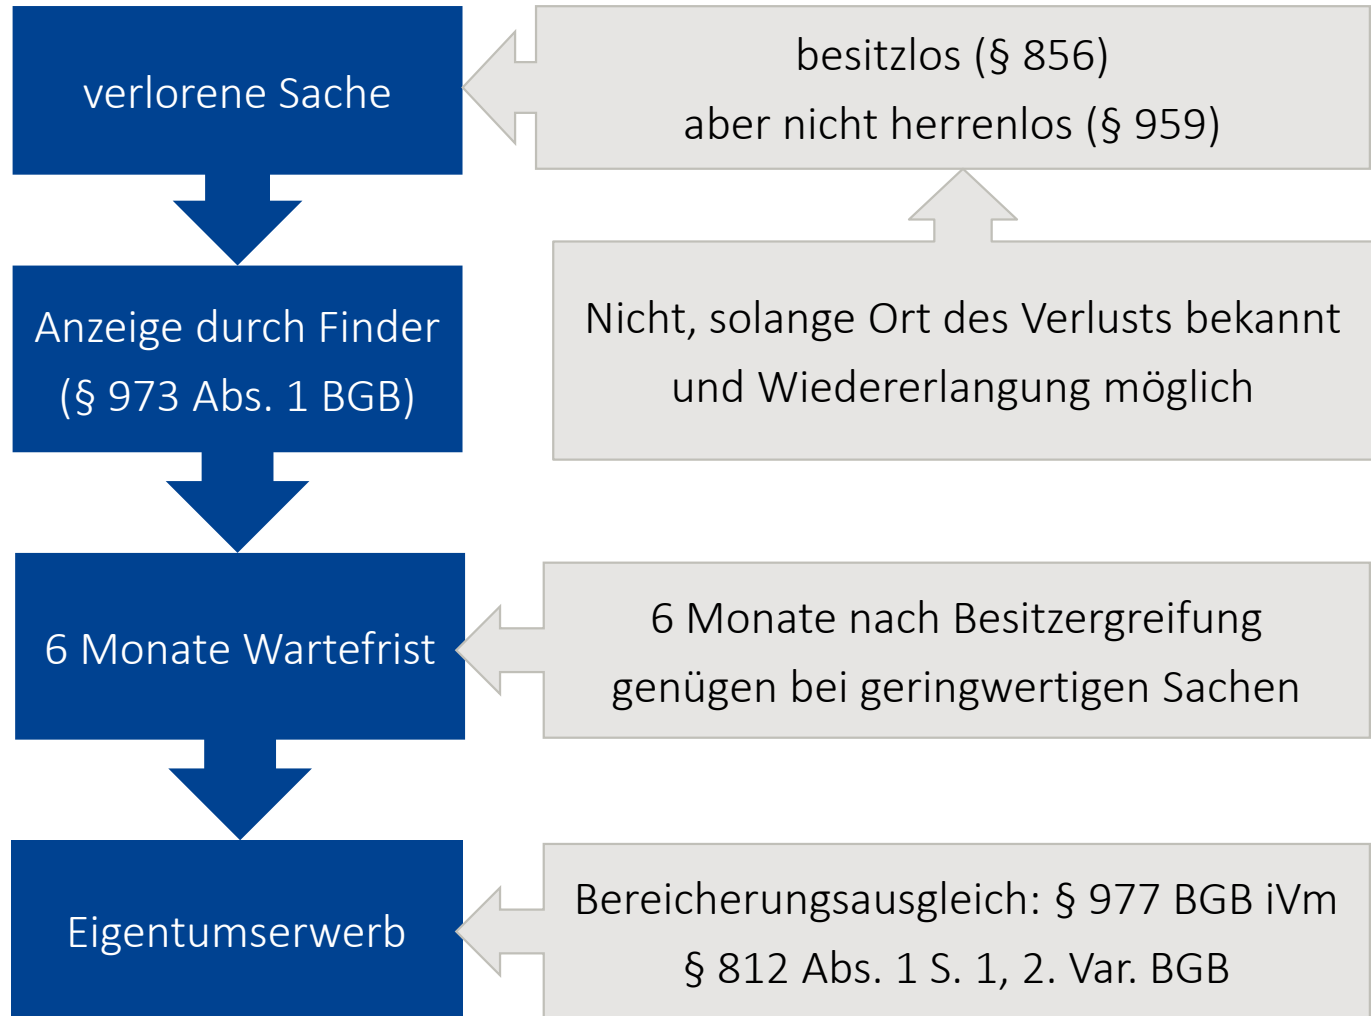 verlorene Sache
besitzlos (§ 856)
aber nicht herrenlos (§ 959)
Anzeige durch Finder
(§ 973 Abs. 1 BGB)
Nicht, solange Ort des Verlusts bekannt
und Wiedererlangung möglich
6 Monate Wartefrist
6 Monate nach Besitzergreifung
genügen bei geringwertigen Sachen
Eigentumserwerb
Bereicherungsausgleich: § 977 BGB iVm
§ 812 Abs. 1 S. 1, 2. Var. BGB